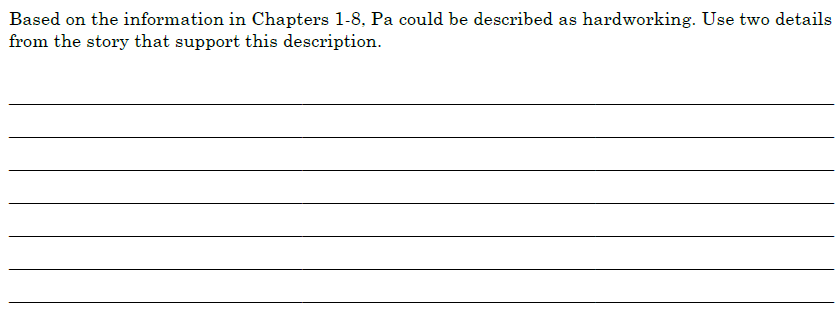 Based on the information in Chapters 1-8, Pa could be described as hardworking. Use two details
from the story that support this description.